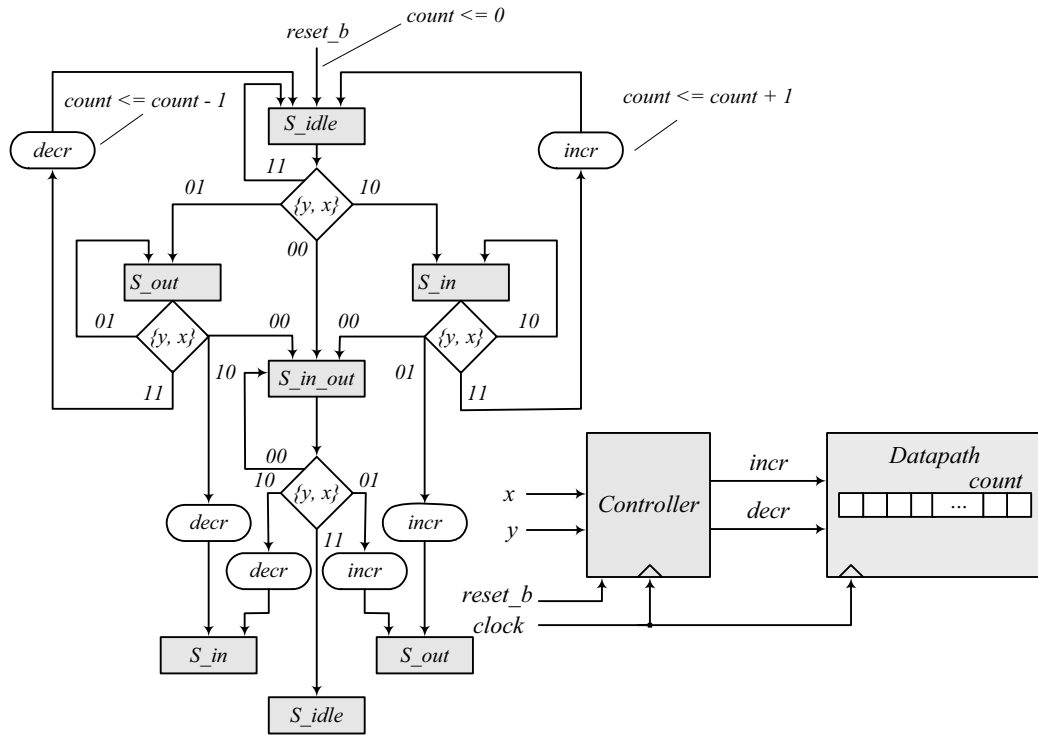 count <= 0
reset_b
count <= count - 1
count <= count + 1
S_idle
decr
incr
11
01
{y, x}
10
00
S_out
S_in
01
{y, x}
00
00
{y, x}
10
10
S_in_out
01
11
11
00
10
{y, x}
01
decr
incr
11
decr
incr
S_in
S_out
S_idle
x
y
Controller
incr
decr
Datapath
count
...
reset_b
clock